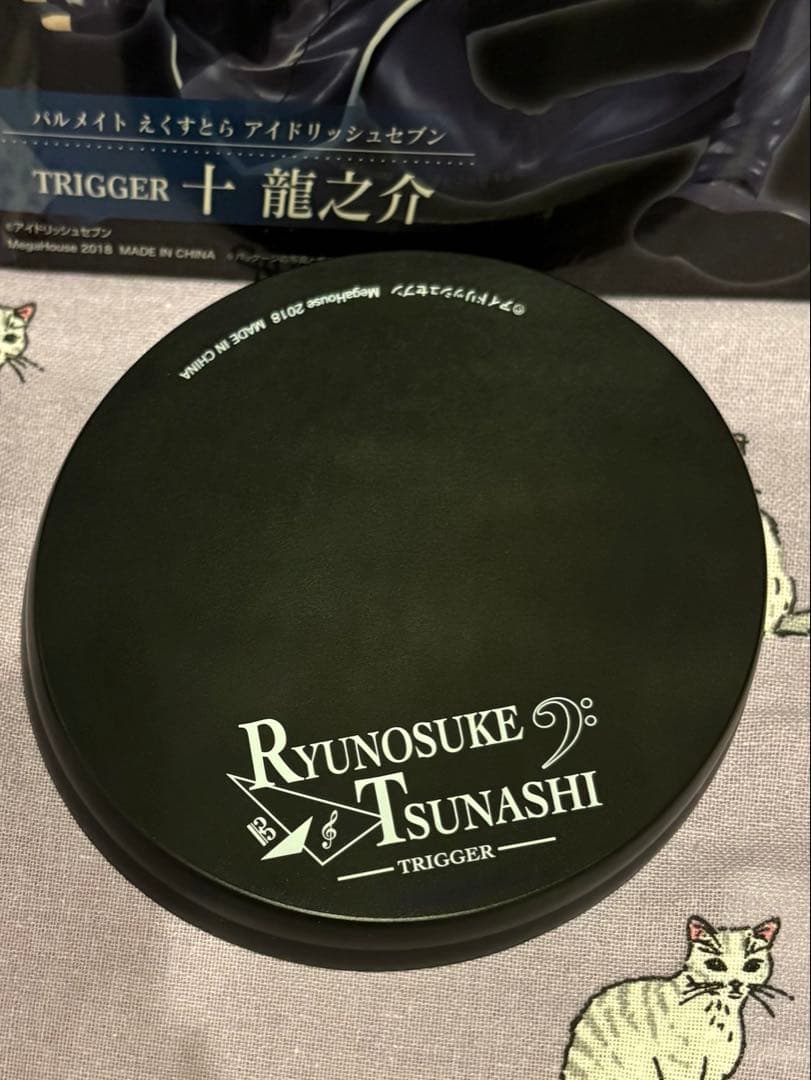 パルメイト えくすとら アイドリッシュセブン
TRIGGER 十 龍之介
©アイドリッシュセブン
MegaHouse 2018 MADE IN CHINA
©アイドリッシュセブン MegaHouse 2018 MADE IN CHINA
RYUNOSUKE
TSUNASHI
TRIGGER